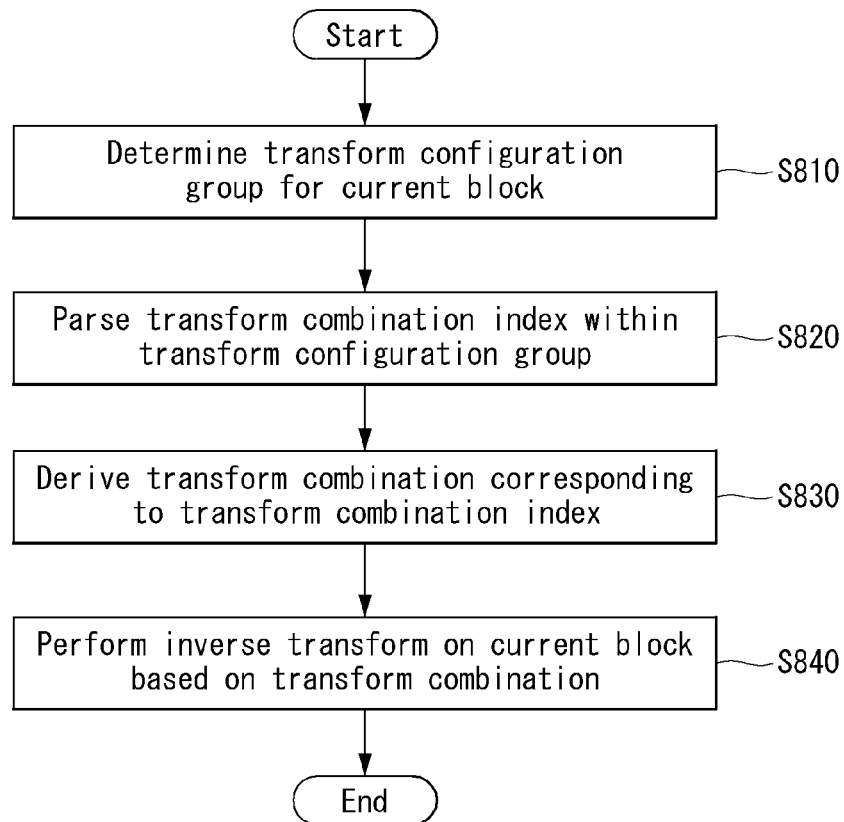 Start
Determine transform configuration
group for current block
S810
Parse transform combination index within
transform configuration group
S820
Derive transform combination corresponding
to transform combination index
S830
Perform inverse transform on current block
based on transform combination
S840
End